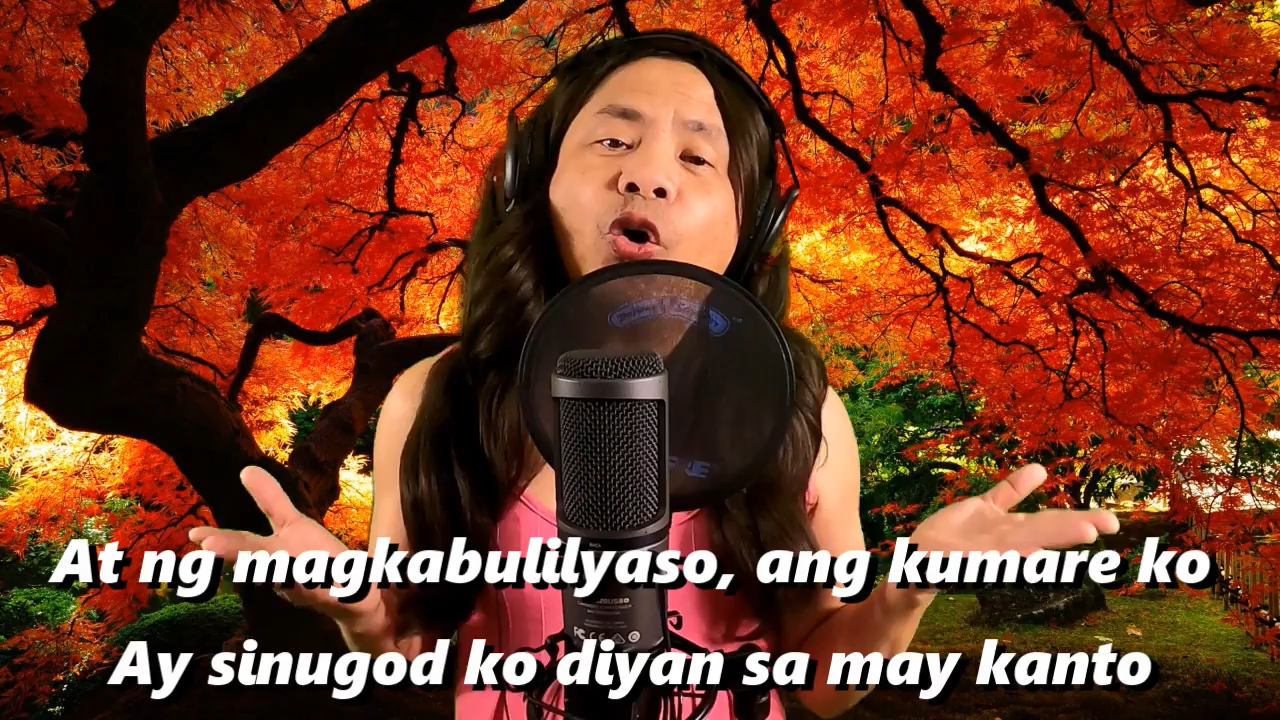 At ng magkabulilyaso, ang kumare ko
Ay sinugod ko diyan sa may kanto